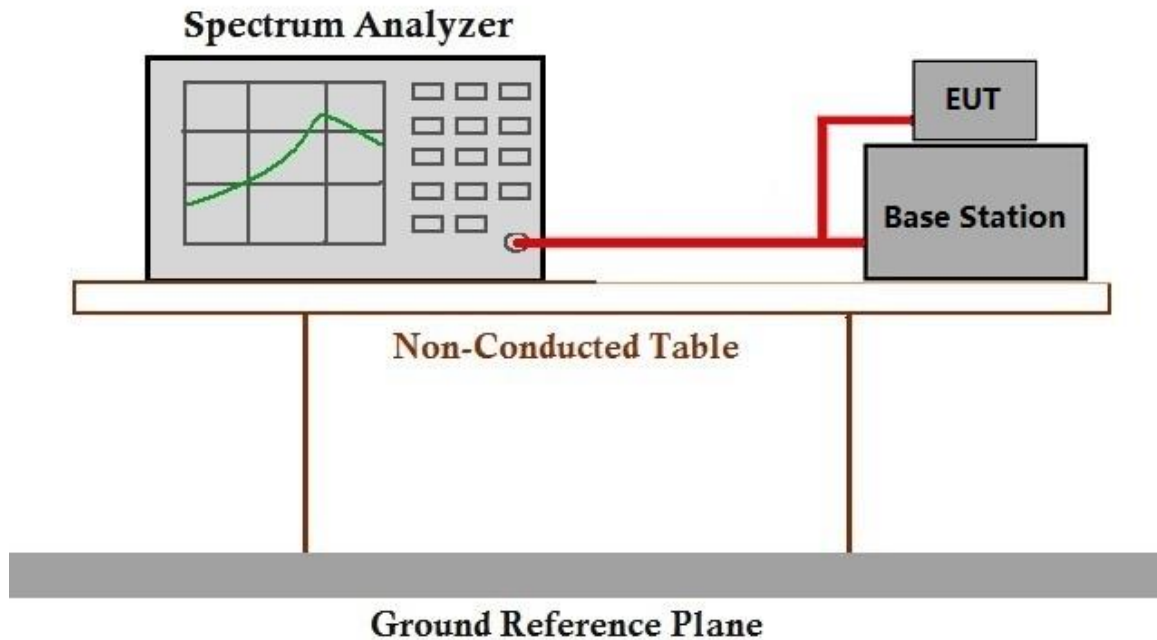 Spectrum Analyzer
EUT
Base Station
Non-Conducted Table
Ground Reference Plane